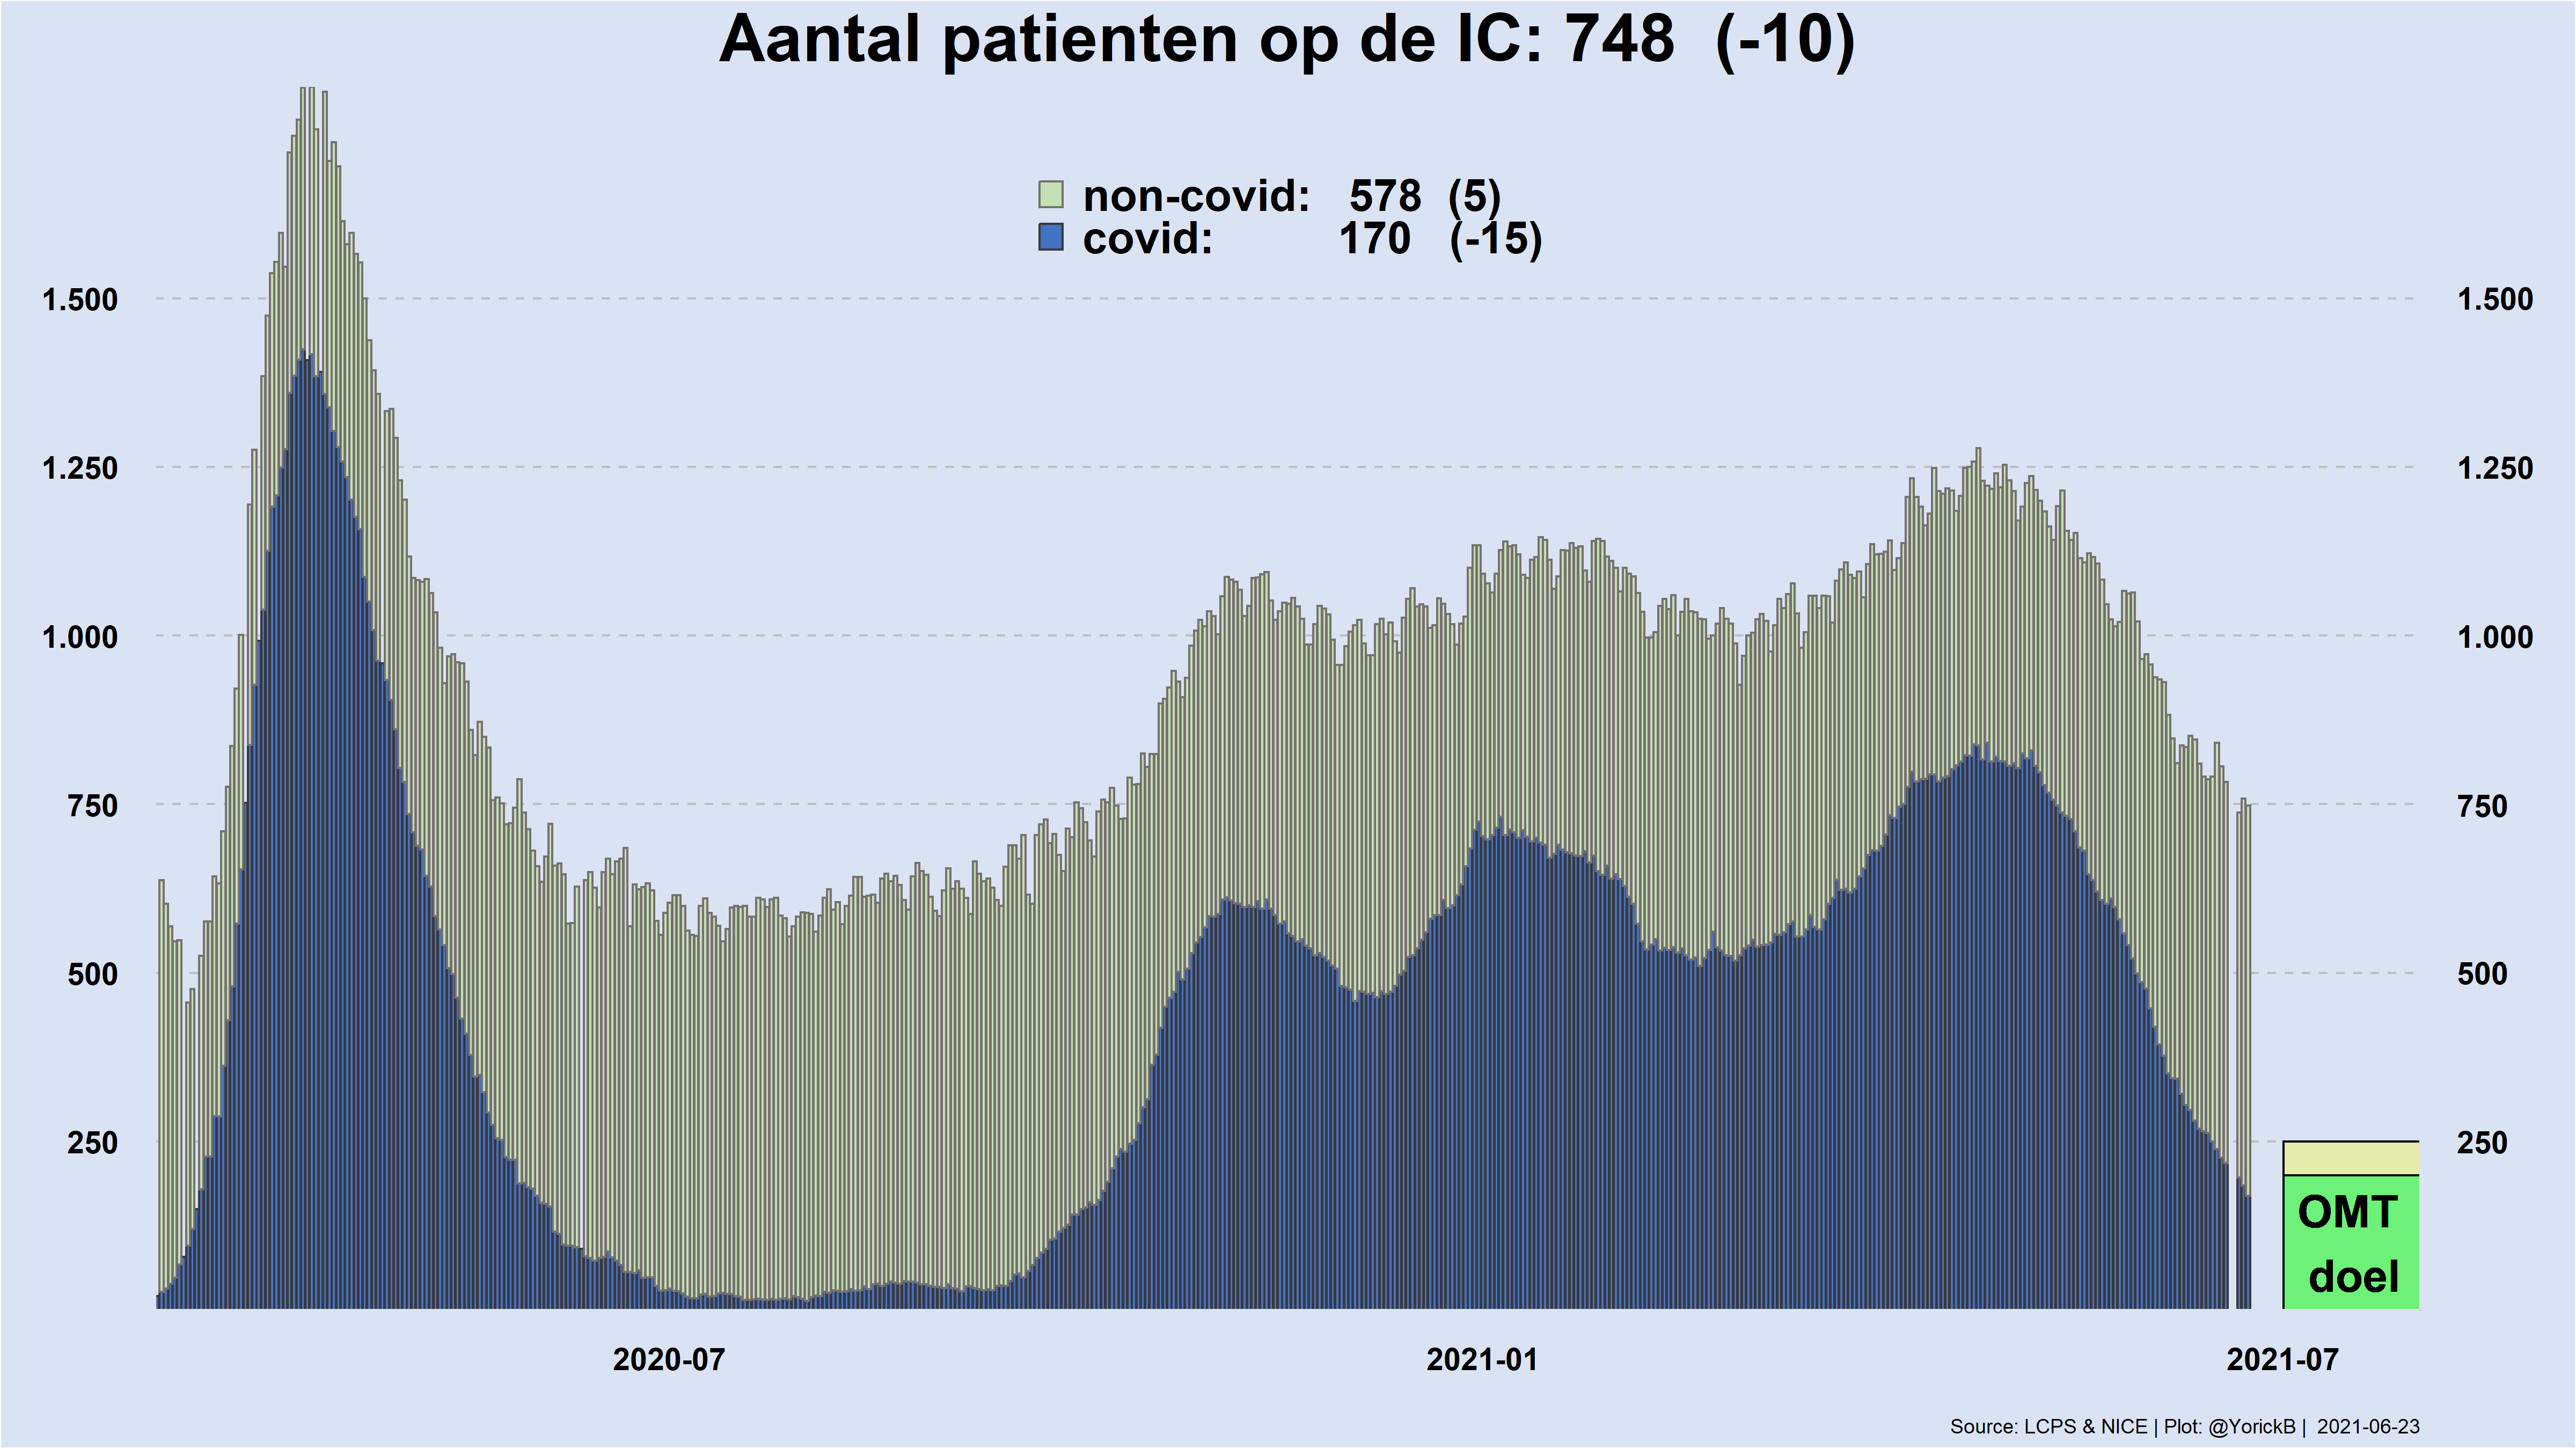 Aantal patienten op de IC: 748 (-10)
non-covid: 578 (5)
covid: 170 (-15)
1.500 1.500
1.250 1.250
1.000 1.000
750 750
500 500
250 250
OMT
doel
2020-07 2021-01 2021-07
Source: LCPS & NICE | Plot: @YorickB | 2021-06-23